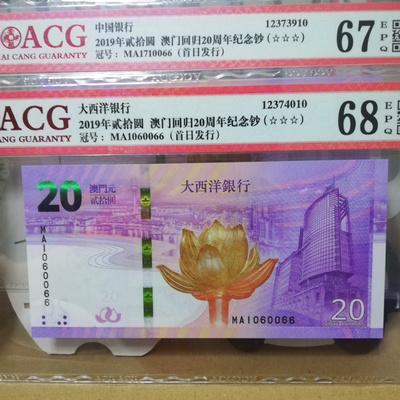 ACG
AI CANG GUARANTY
中国银行
12373910
2019年贰拾圆 澳门回归20周年纪念钞(☆☆☆)
冠号: MA1710066 (首日发行)
67
E
P
Q
ACG
CANG GUARANTY
大西洋银行
12374010
2019年贰拾圆 澳门回归20周年纪念钞(☆☆☆)
冠号: MA1060066 (首日发行)
68
E
P
Q
20
澳門元
貳拾圓
大西洋銀行
MA1060066
20
MA1060066
20